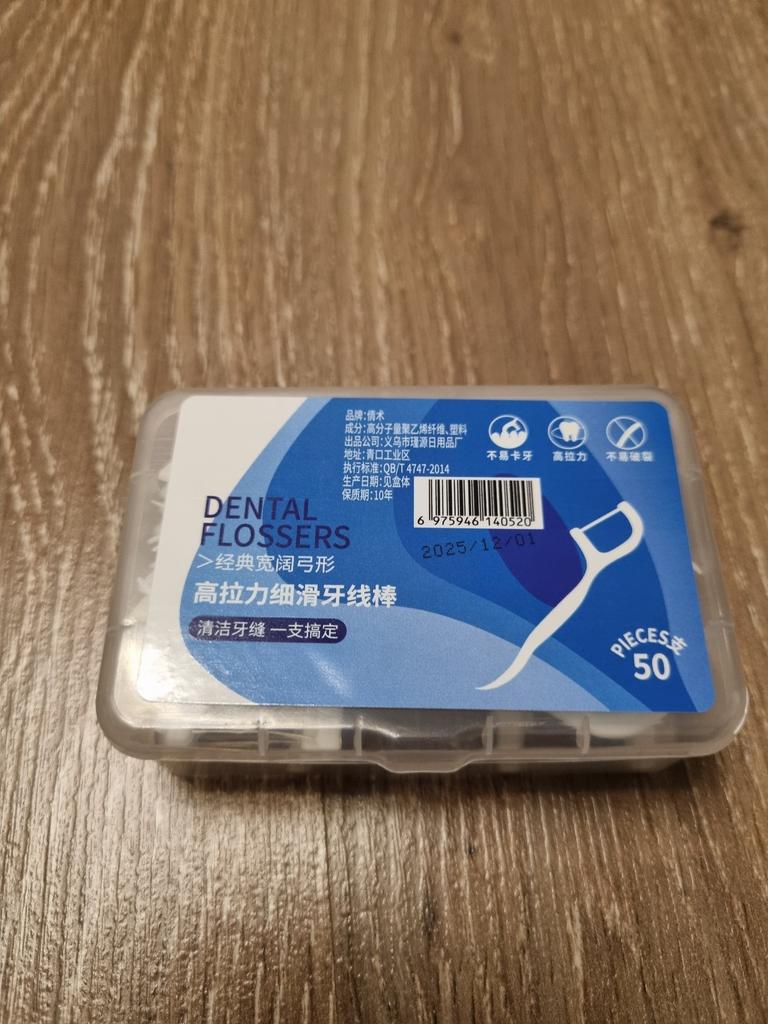 品牌:倩术
成分:高分子量聚乙烯纤维、塑料
出品公司:义乌市瑾源日用品厂
地址:青口工业区
执行标准:QB/T 4747-2014
生产日期:见盒体
保质期:10年
不易卡牙
高拉力
不易破裂
6 975946 140520
2025/12/01
DENTAL
FLOSSERS
>经典宽阔弓形
高拉力细滑牙线棒
清洁牙缝 一支搞定
PIECES支
50